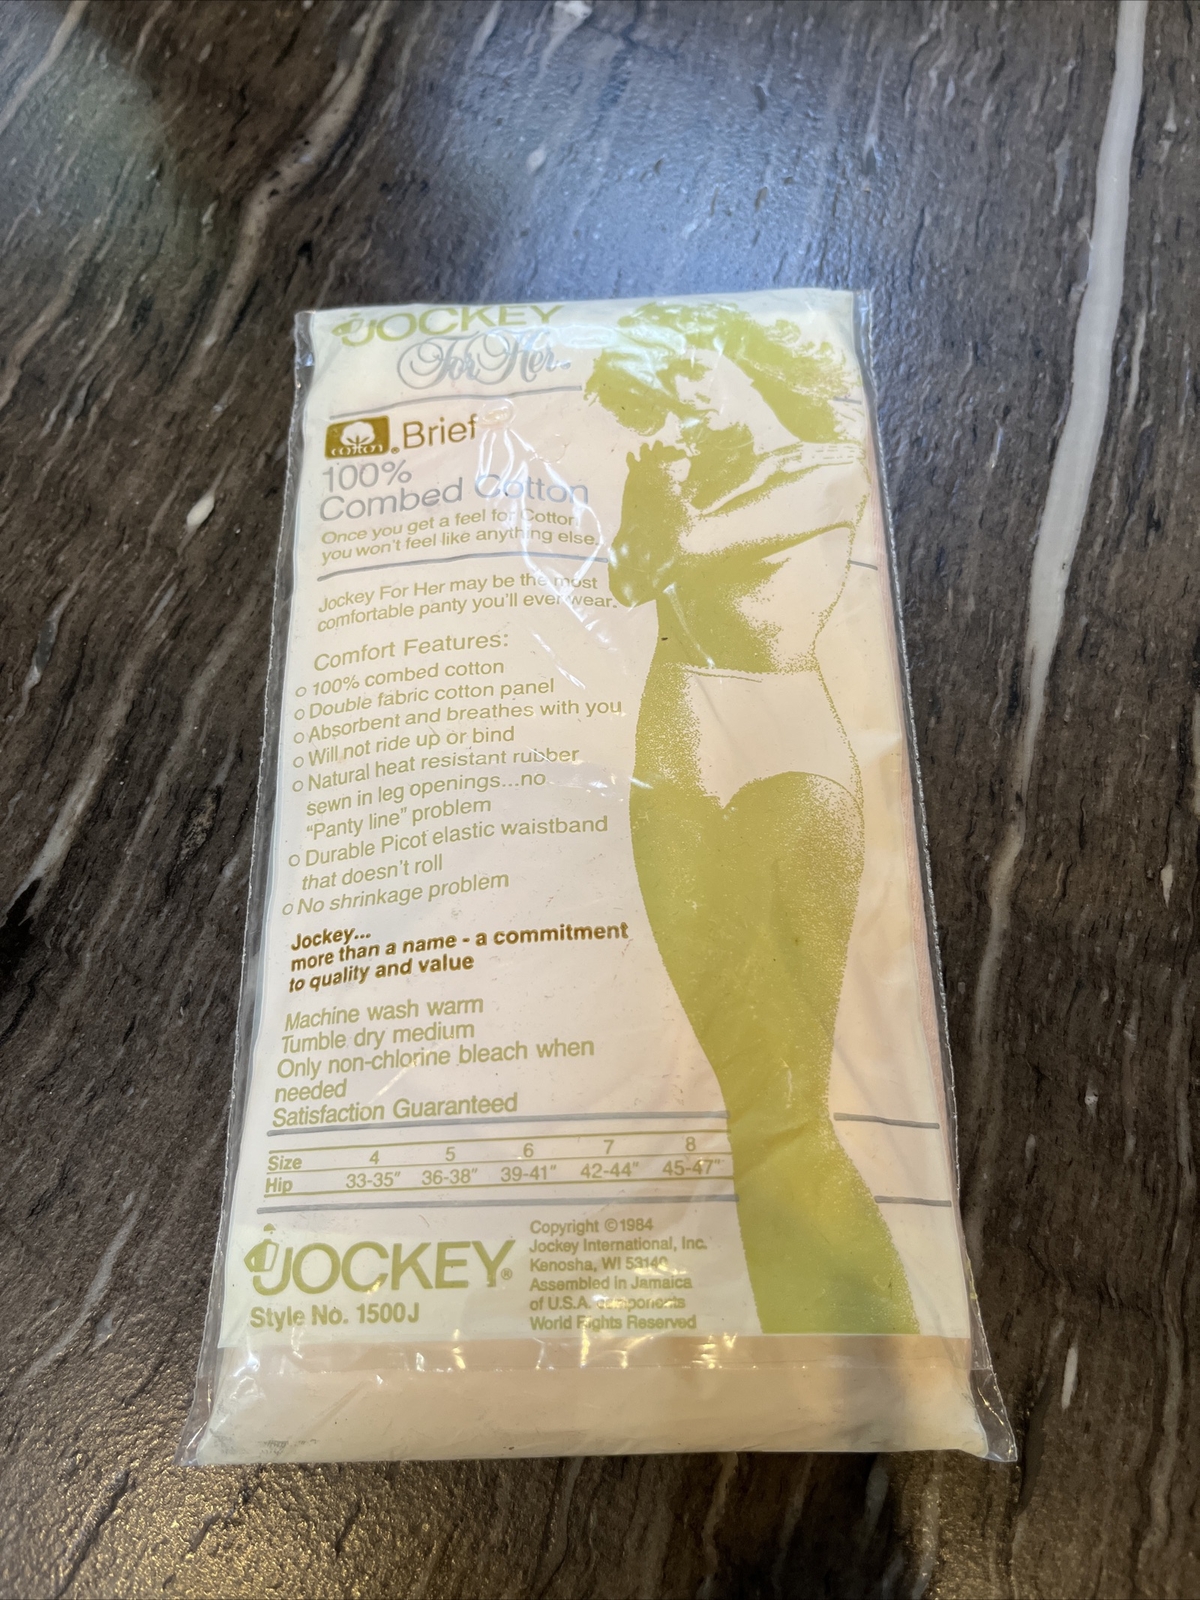 JOCKEY
For Her
COTTON
® Brief
100%
Combed Cotton
Once you get a feel for Cotton
you won't feel like anything else.
Jockey For Her may be the most
comfortable panty you'll ever wear.
Comfort Features:
o 100% combed cotton
o Double fabric cotton panel
o Absorbent and breathes with you
o Will not ride up or bind
o Natural heat resistant rubber
sewn in leg openings...no
"Panty line" problem
o Durable Picot elastic waistband
that doesn't roll
o No shrinkage problem
Jockey...
more than a name - a commitment
to quality and value
Machine wash warm
Tumble dry medium
Only non-chlorine bleach when
needed
Satisfaction Guaranteed
Size 4 5 6 7 8
Hip 33-35" 36-38" 39-41" 42-44" 45-47"
JOCKEY®
Style No. 1500J
Copyright ©1984
Jockey International, Inc.
Kenosha, WI 53140
Assembled in Jamaica
of U.S.A. components
World Rights Reserved